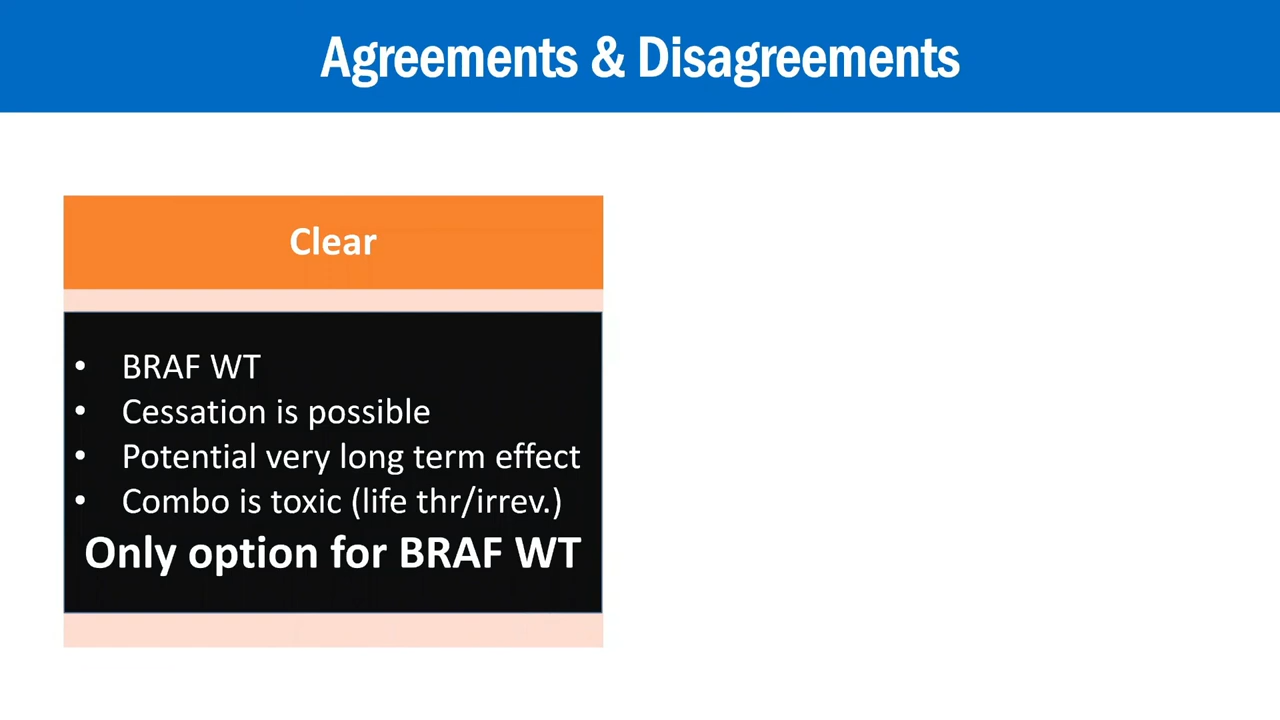 Agreements & Disagreements
Clear
• BRAF WT
• Cessation is possible
• Potential very long term effect
• Combo is toxic (life thr/irrev.)
Only option for BRAF WT